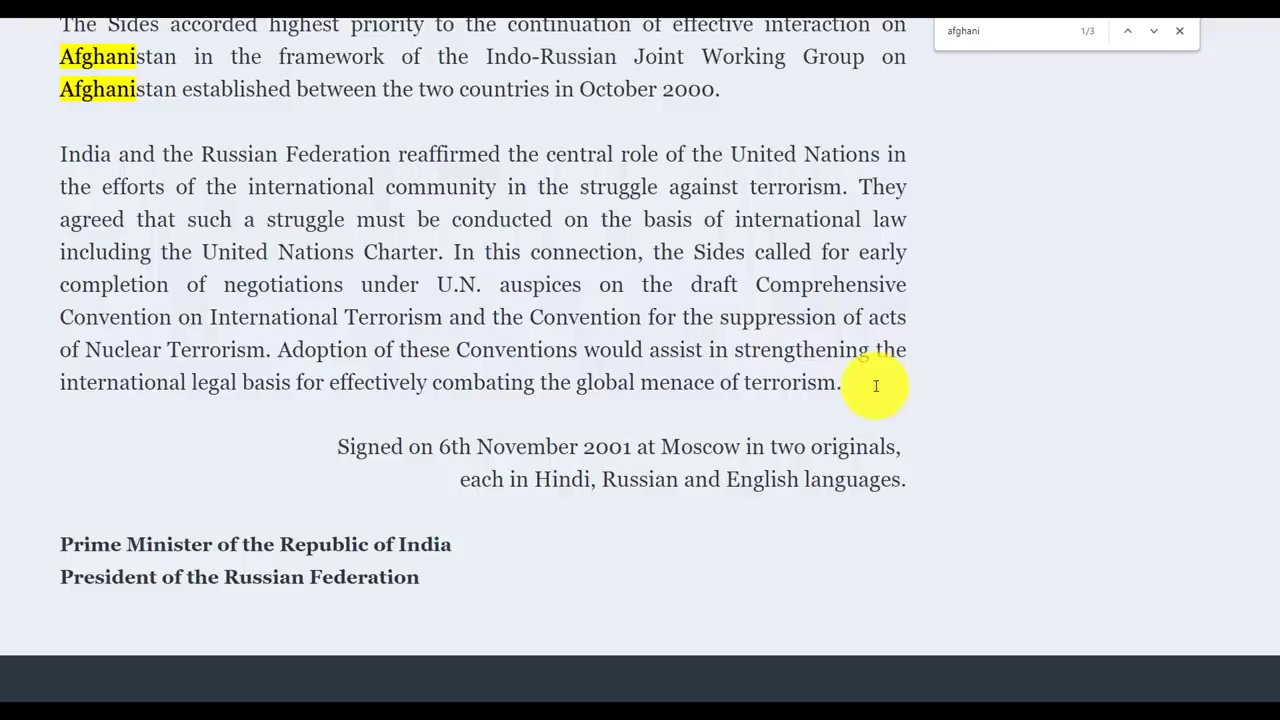 The Sides accorded highest priority to the continuation of effective interaction on
afghani 1/3
Afghanistan in the framework of the Indo-Russian Joint Working Group on
Afghanistan established between the two countries in October 2000.
India and the Russian Federation reaffirmed the central role of the United Nations in
the efforts of the international community in the struggle against terrorism. They
agreed that such a struggle must be conducted on the basis of international law
including the United Nations Charter. In this connection, the Sides called for early
completion of negotiations under U.N. auspices on the draft Comprehensive
Convention on International Terrorism and the Convention for the suppression of acts
of Nuclear Terrorism. Adoption of these Conventions would assist in strengthening the
international legal basis for effectively combating the global menace of terrorism.
Signed on 6th November 2001 at Moscow in two originals,
each in Hindi, Russian and English languages.
Prime Minister of the Republic of India
President of the Russian Federation